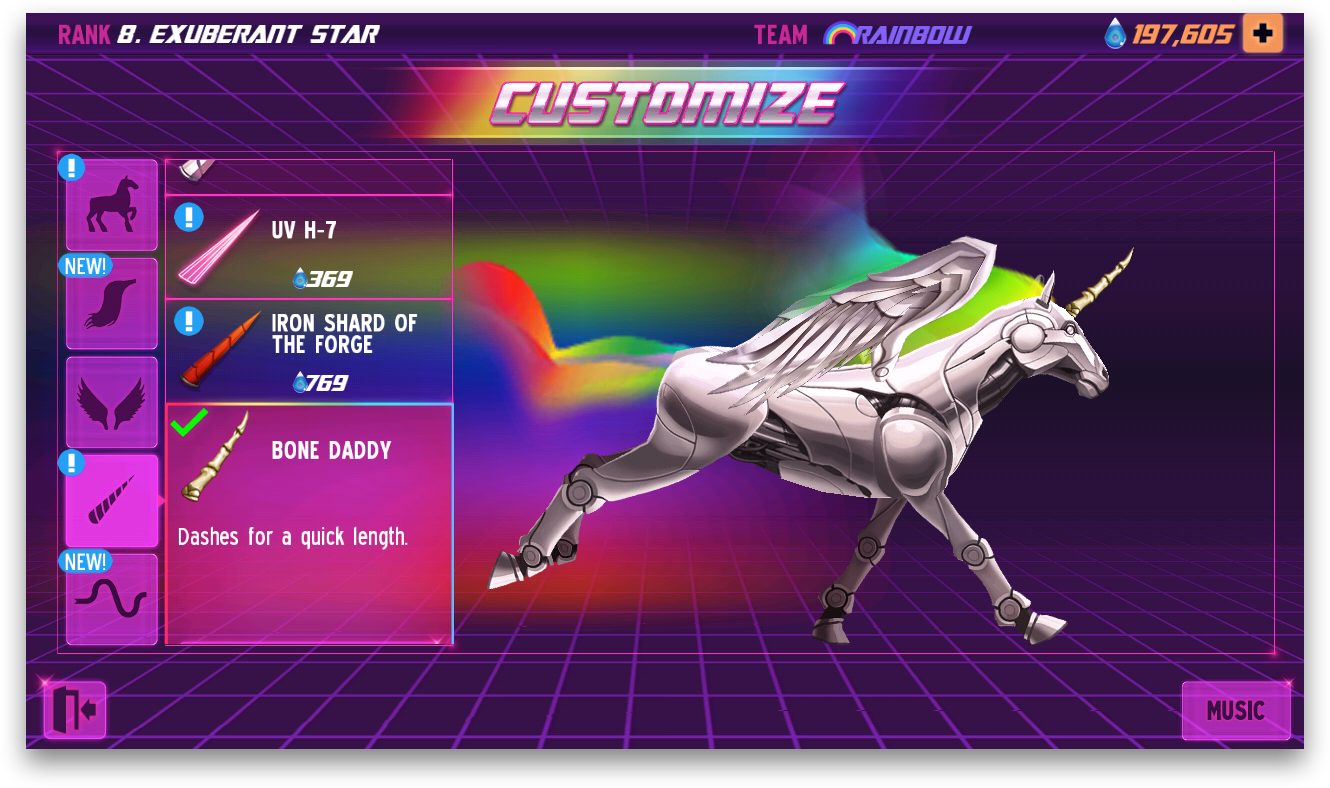 RANK 8. EXUBERANT STAR
TEAM RAINBOW
197,605 +
CUSTOMIZE
!
NEW!
!
NEW!
!
UV H-7
369
!
IRON SHARD OF
THE FORGE
769
BONE DADDY
Dashes for a quick length.
MUSIC